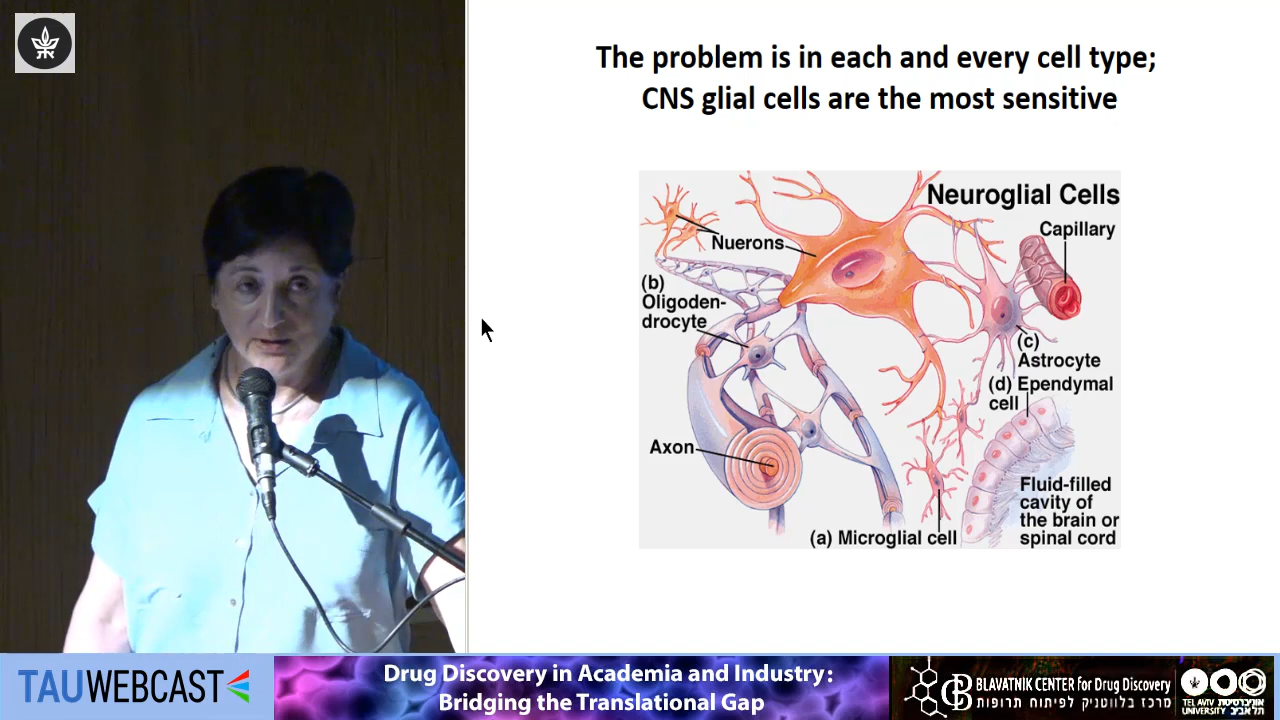 The problem is in each and every cell type;
CNS glial cells are the most sensitive
Neuroglial Cells
Capillary
Nuerons
(b)
Oligoden-
drocyte
(c)
Astrocyte
(d) Ependymal
cell
Axon
Fluid-filled
cavity of
the brain or
spinal cord
(a) Microglial cell
TAUWEBCAST
Drug Discovery in Academia and Industry:
Bridging the Translational Gap
BLAVATNIK CENTER for Drug Discovery
מרכז בלווטניק לפיתוח תרופות
TEL AVIV אוניברסיטת
UNIVERSITY תל אביב